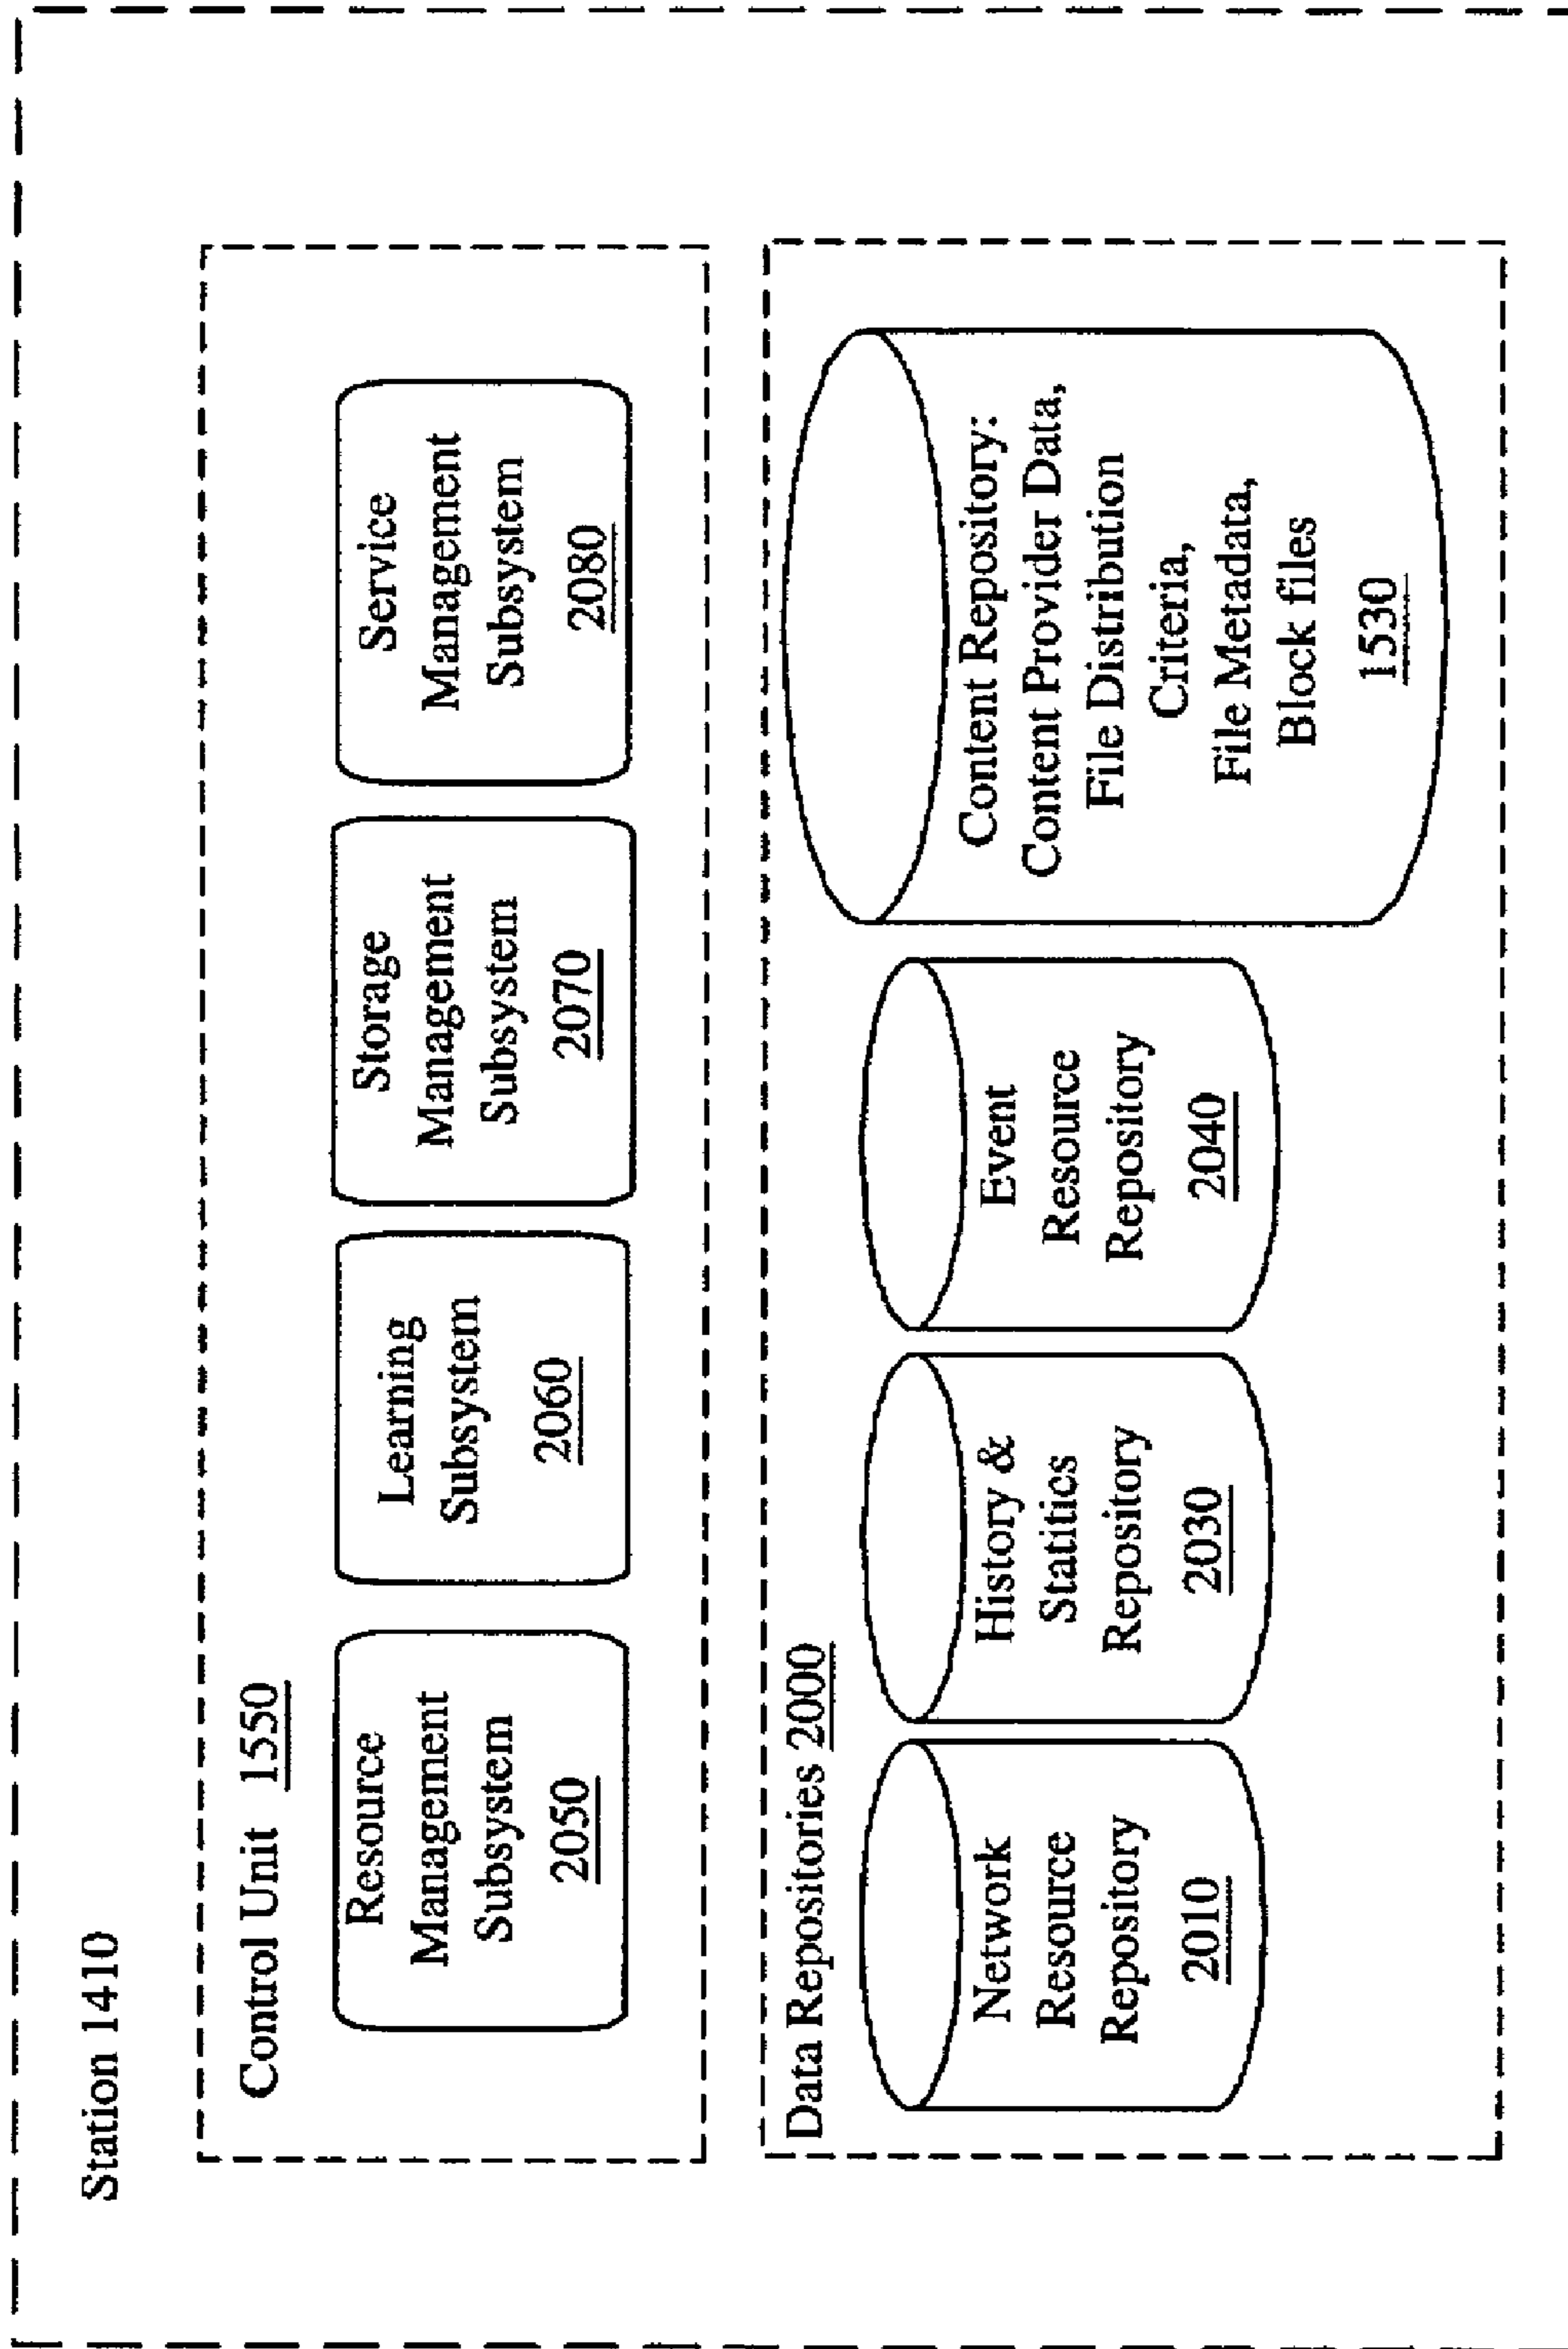 Station 1410
Control Unit 1550
Resource
Management
Subsystem
2050
Learning
Subsystem
2060
Storage
Management
Subsystem
2070
Service
Management
Subsystem
2080
Data Repositories 2000
Network
Resource
Repository
2010
History &
Statitics
Repository
2030
Event
Resource
Repository
2040
Content Repository:
Content Provider Data,
File Distribution
Criteria,
File Metadata,
Block files
1530